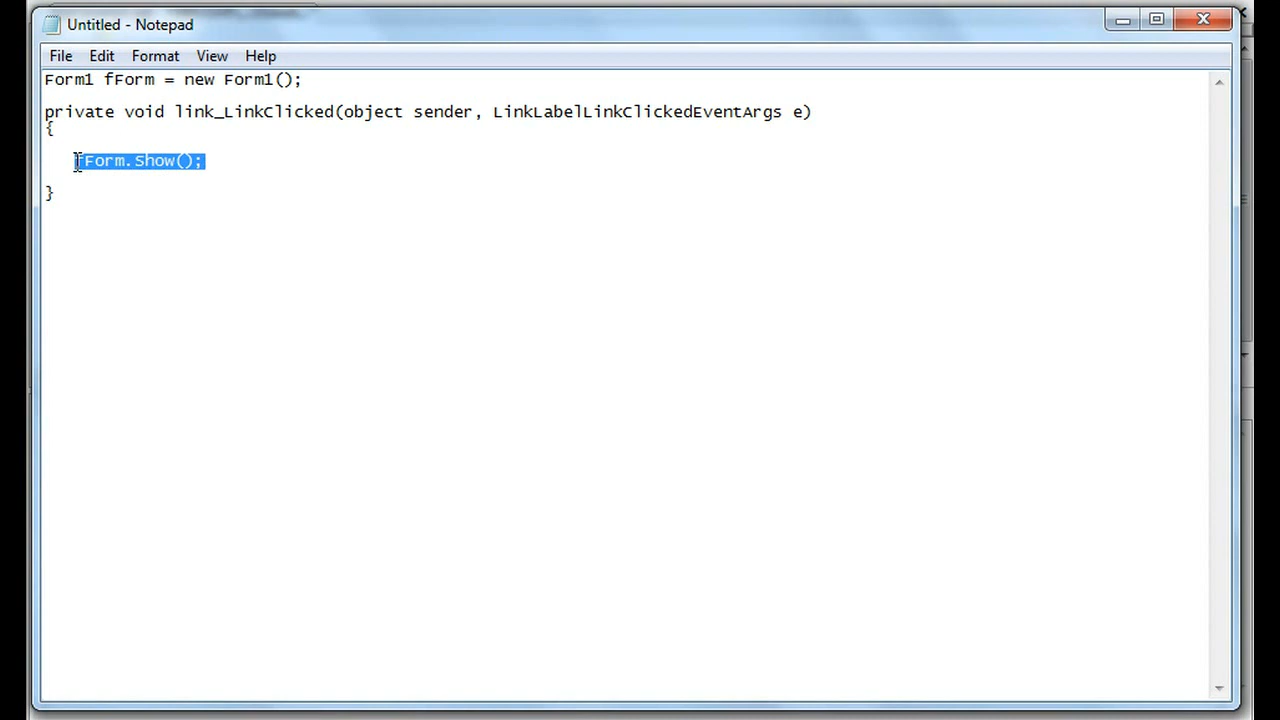 Untitled - Notepad
File Edit Format View Help
Form1 fForm = new Form1();
private void link_LinkClicked(object sender, LinkLabelLinkClickedEventArgs e)
{
fForm.Show();
}